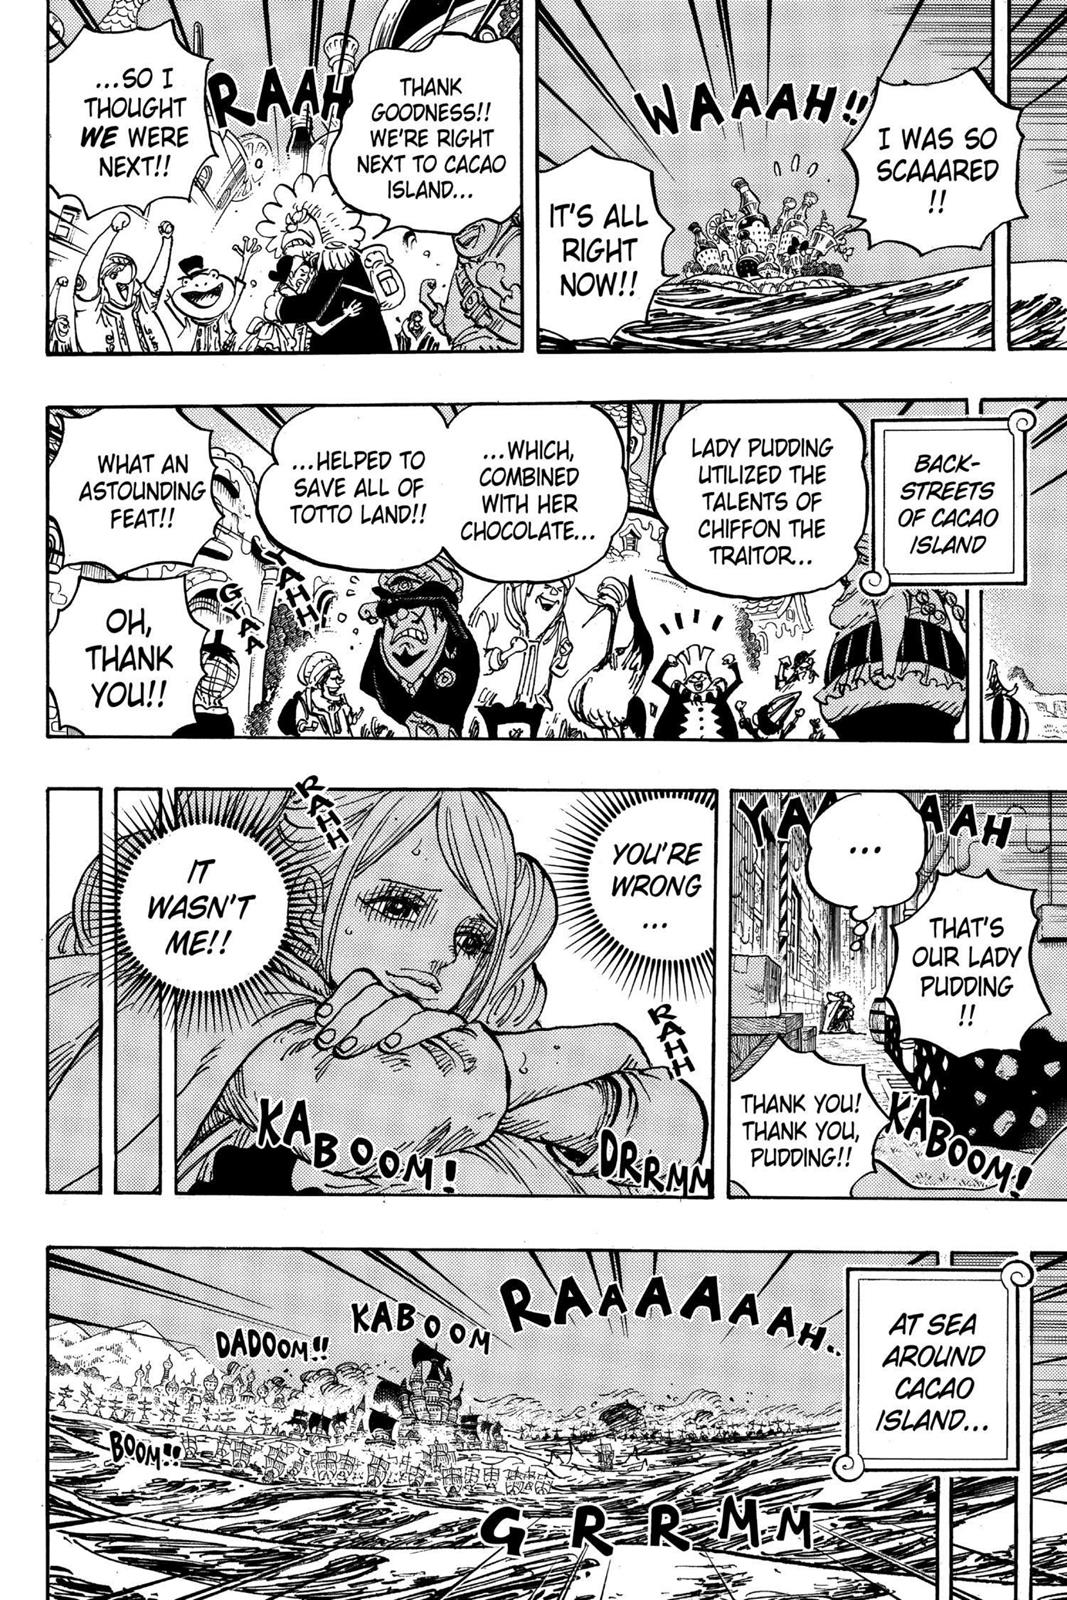 I WAS SO
SCAAARED
!!
WAAAH!!
IT'S ALL
RIGHT
NOW!!
THANK
GOODNESS!!
WE'RE RIGHT
NEXT TO CACAO
ISLAND...
RAAH
...SO I
THOUGHT
WE WERE
NEXT!!
BACK-
STREETS
OF CACAO
ISLAND
LADY PUDDING
UTILIZED THE
TALENTS OF
CHIFFON THE
TRAITOR...
...WHICH,
COMBINED
WITH HER
CHOCOLATE...
...HELPED TO
SAVE ALL OF
TOTTO LAND!!
WHAT AN
ASTOUNDING
FEAT!!
GYAA
OH,
THANK
YOU!!
...
THAT'S
OUR LADY
PUDDING
!!
THANK YOU!
THANK YOU,
PUDDING!!
KABOOM!
RAHH
YOU'RE
WRONG
...
IT
WASN'T
ME!!
RAHH
KABOOM!
DRRMM
AT SEA
AROUND
CACAO
ISLAND...
RAAAAAAH..
KABOOM
DADOOM!!
BOOM!!
GRRMM